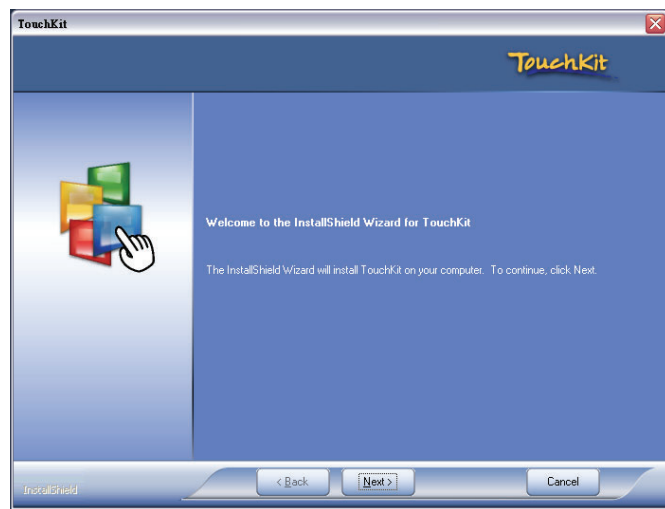 TouchKit
TouchKit
Welcome to the InstallShield Wizard for TouchKit
The InstallShield Wizard will install TouchKit on your computer. To continue, click Next.
InstallShield
< Back
Next >
Cancel